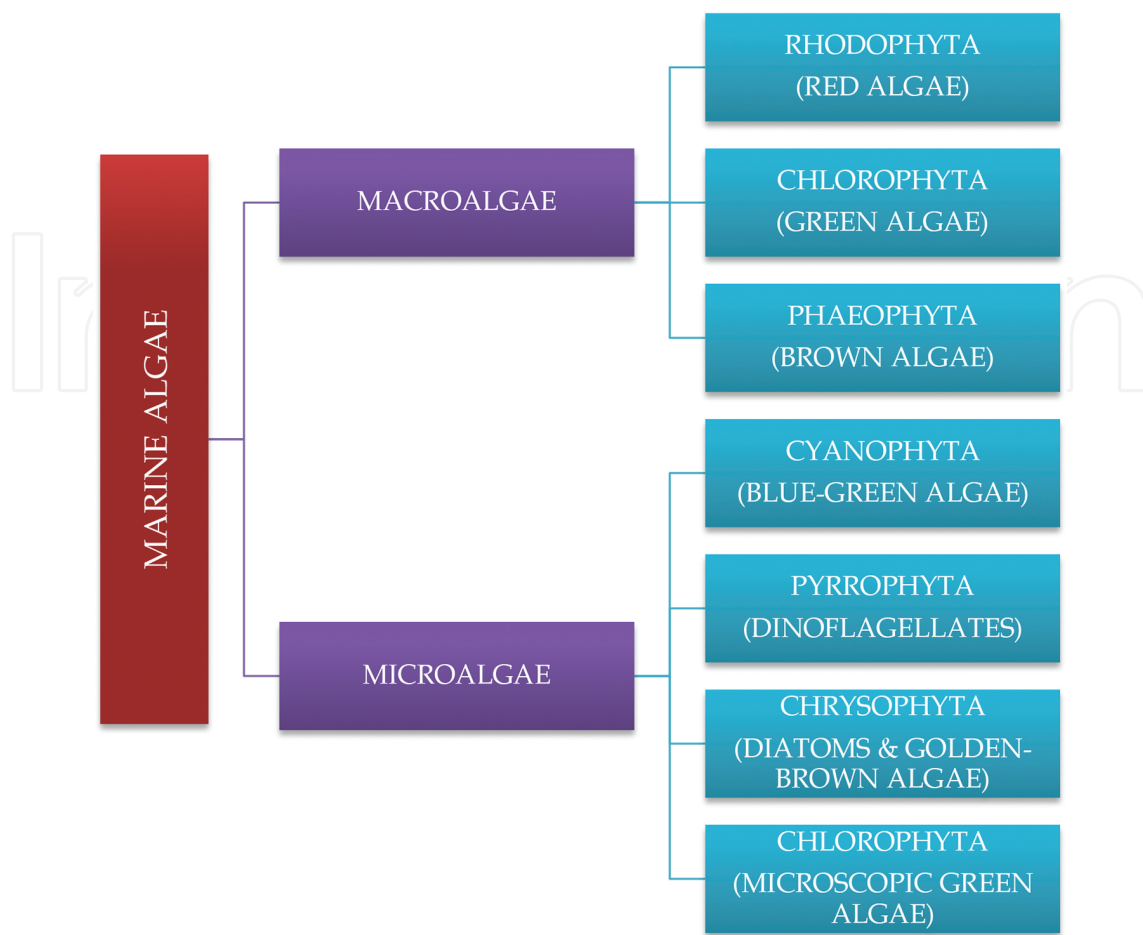 MARINE ALGAE
MACROALGAE
RHODOPHYTA
(RED ALGAE)
CHLOROPHYTA
(GREEN ALGAE)
PHAEOPHYTA
(BROWN ALGAE)
MICROALGAE
CYANOPHYTA
(BLUE-GREEN ALGAE)
PYRROPHYTA
(DINOFLAGELLATES)
CHRYSOPHYTA
(DIATOMS & GOLDEN-
BROWN ALGAE)
CHLOROPHYTA
(MICROSCOPIC GREEN
ALGAE)